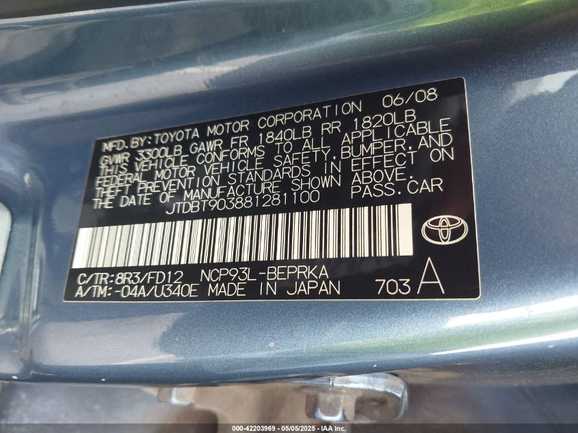 MFD. BY: TOYOTA MOTOR CORPORATION 06/08
GVWR 3300LB GAWR FR 1840LB RR 1820LB
THIS VEHICLE CONFORMS TO ALL APPLICABLE
FEDERAL MOTOR VEHICLE SAFETY, BUMPER, AND
THEFT PREVENTION STANDARDS IN EFFECT ON
THE DATE OF MANUFACTURE SHOWN ABOVE.
JTDBT903881281100 PASS. CAR
C/TR: 8R3/FD12 NCP93L-BEPRKA
A/TM: -04A/U340E MADE IN JAPAN 703 A
000-42203969 05/05/2025 IAA Inc.